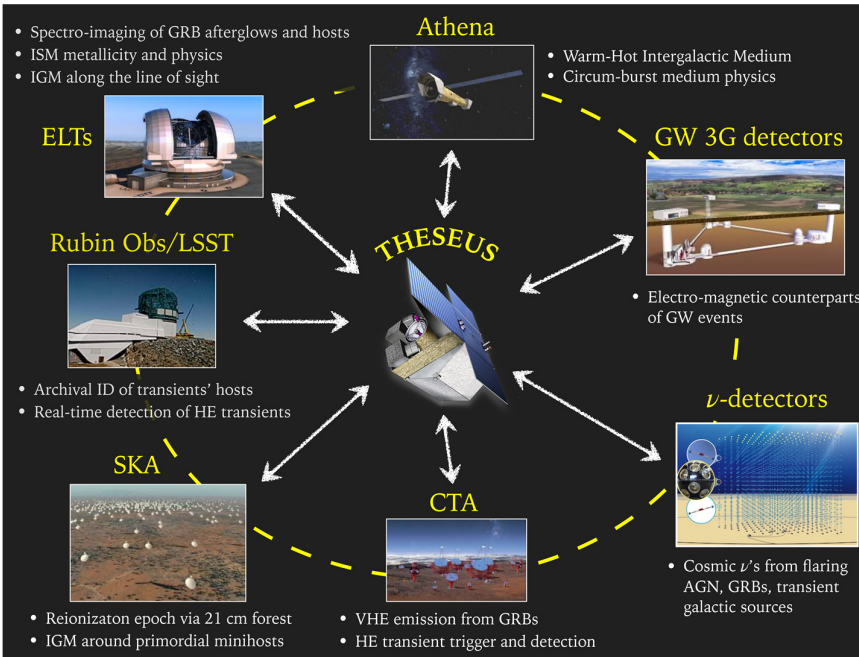 • Spectro-imaging of GRB afterglows and hosts
• ISM metallicity and physics
• IGM along the line of sight
Athena
• Warm-Hot Intergalactic Medium
• Circum-burst medium physics
ELTs
GW 3G detectors
• Electro-magnetic counterparts
of GW events
THESEUS
Rubin Obs/LSST
• Archival ID of transients' hosts
• Real-time detection of HE transients
ν-detectors
• Cosmic ν's from flaring
AGN, GRBs, transient
galactic sources
SKA
• Reionizaton epoch via 21 cm forest
• IGM around primordial minihosts
CTA
• VHE emission from GRBs
• HE transient trigger and detection